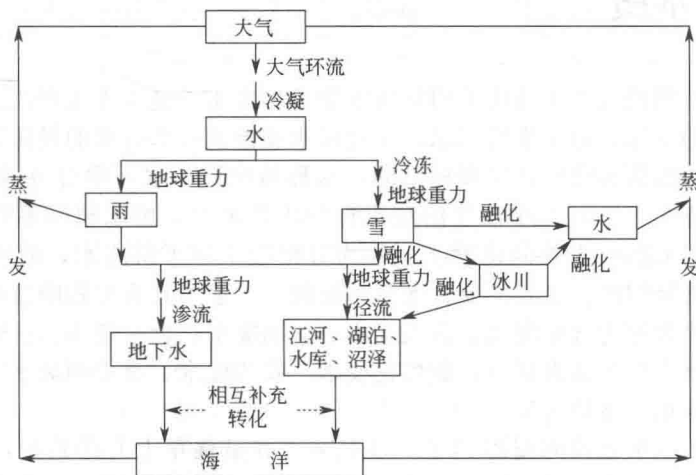 大气
大气环流
冷凝
水
冷冻
地球重力
地球重力
蒸
蒸
雨
雪
融化
水
融化
发
地球重力
地球重力
融化
冰川
融化
发
渗流
径流
地下水
江河、湖泊、
水库、沼泽
相互补充
转化
海 洋